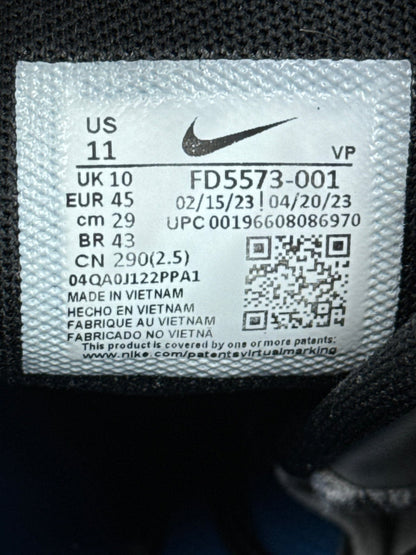 US
11
VP
UK 10
FD5573-001
EUR 45
02/15/23 | 04/20/23
cm 29
UPC 00196608086970
BR 43
CN 290(2.5)
04QA0J122PPA1
MADE IN VIETNAM
HECHO EN VIETNAM
FABRIQUE AU VIETNAM
FABRICADO NO VIETNÃ
This product is covered by one or more patents:
www.nike.com/patentsvirtualmarking